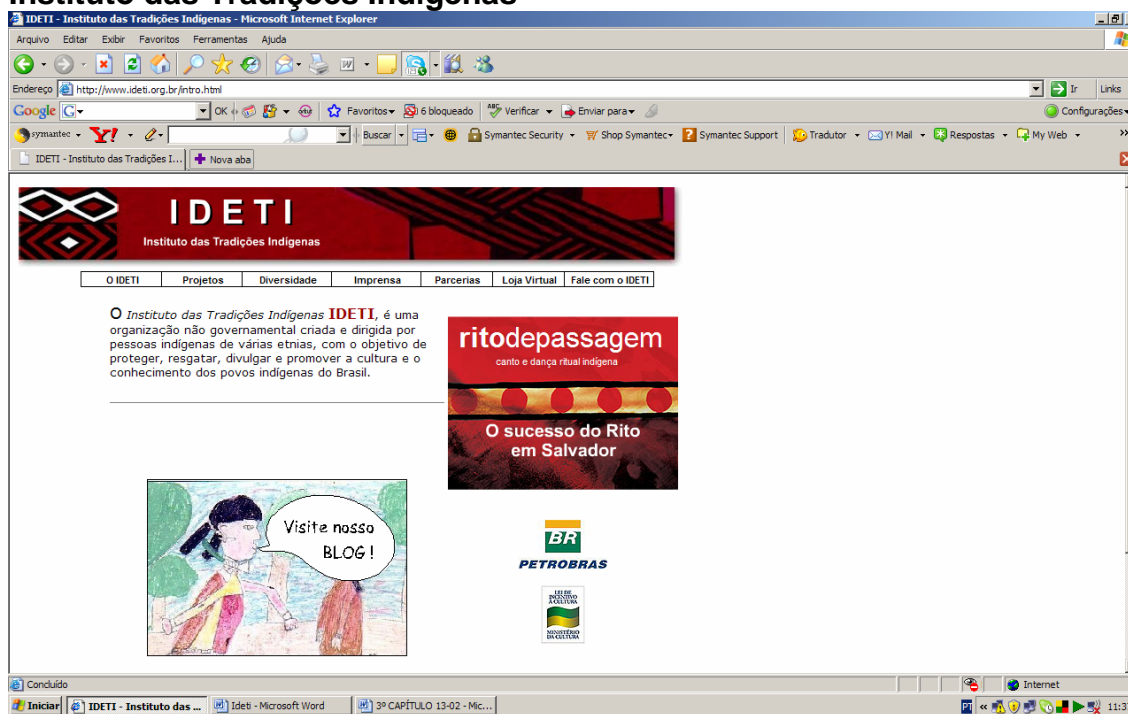 Instituto das Tradições Indígenas
IDETI - Instituto das Tradições Indígenas - Microsoft Internet Explorer
Arquivo Editar Exibir Favoritos Ferramentas Ajuda
Endereço http://www.ideti.org.br/intro.html Ir Links
Google G OK Favoritos 6 bloqueado ABC Verificar Enviar para Configurações
symantec Y! Buscar Symantec Security Shop Symantec Symantec Support Tradutor Y! Mail Respostas My Web »
IDETI - Instituto das Tradições I... Nova aba
IDETI
Instituto das Tradições Indígenas
O IDETI Projetos Diversidade Imprensa Parcerias Loja Virtual Fale com o IDETI
O Instituto das Tradições Indígenas IDETI, é uma
organização não governamental criada e dirigida por
pessoas indígenas de várias etnias, com o objetivo de
proteger, resgatar, divulgar e promover a cultura e o
conhecimento dos povos indígenas do Brasil.
ritodepassagem
canto e dança ritual indígena
O sucesso do Rito
em Salvador
Visite nosso
BLOG!
BR
PETROBRAS
LEI DE
INCENTIVO
À CULTURA
MINISTÉRIO
DA CULTURA
Concluído Internet
Iniciar IDETI - Instituto das ... Ideti - Microsoft Word 3º CAPÍTULO 13-02 - Mic... PT « 11:3